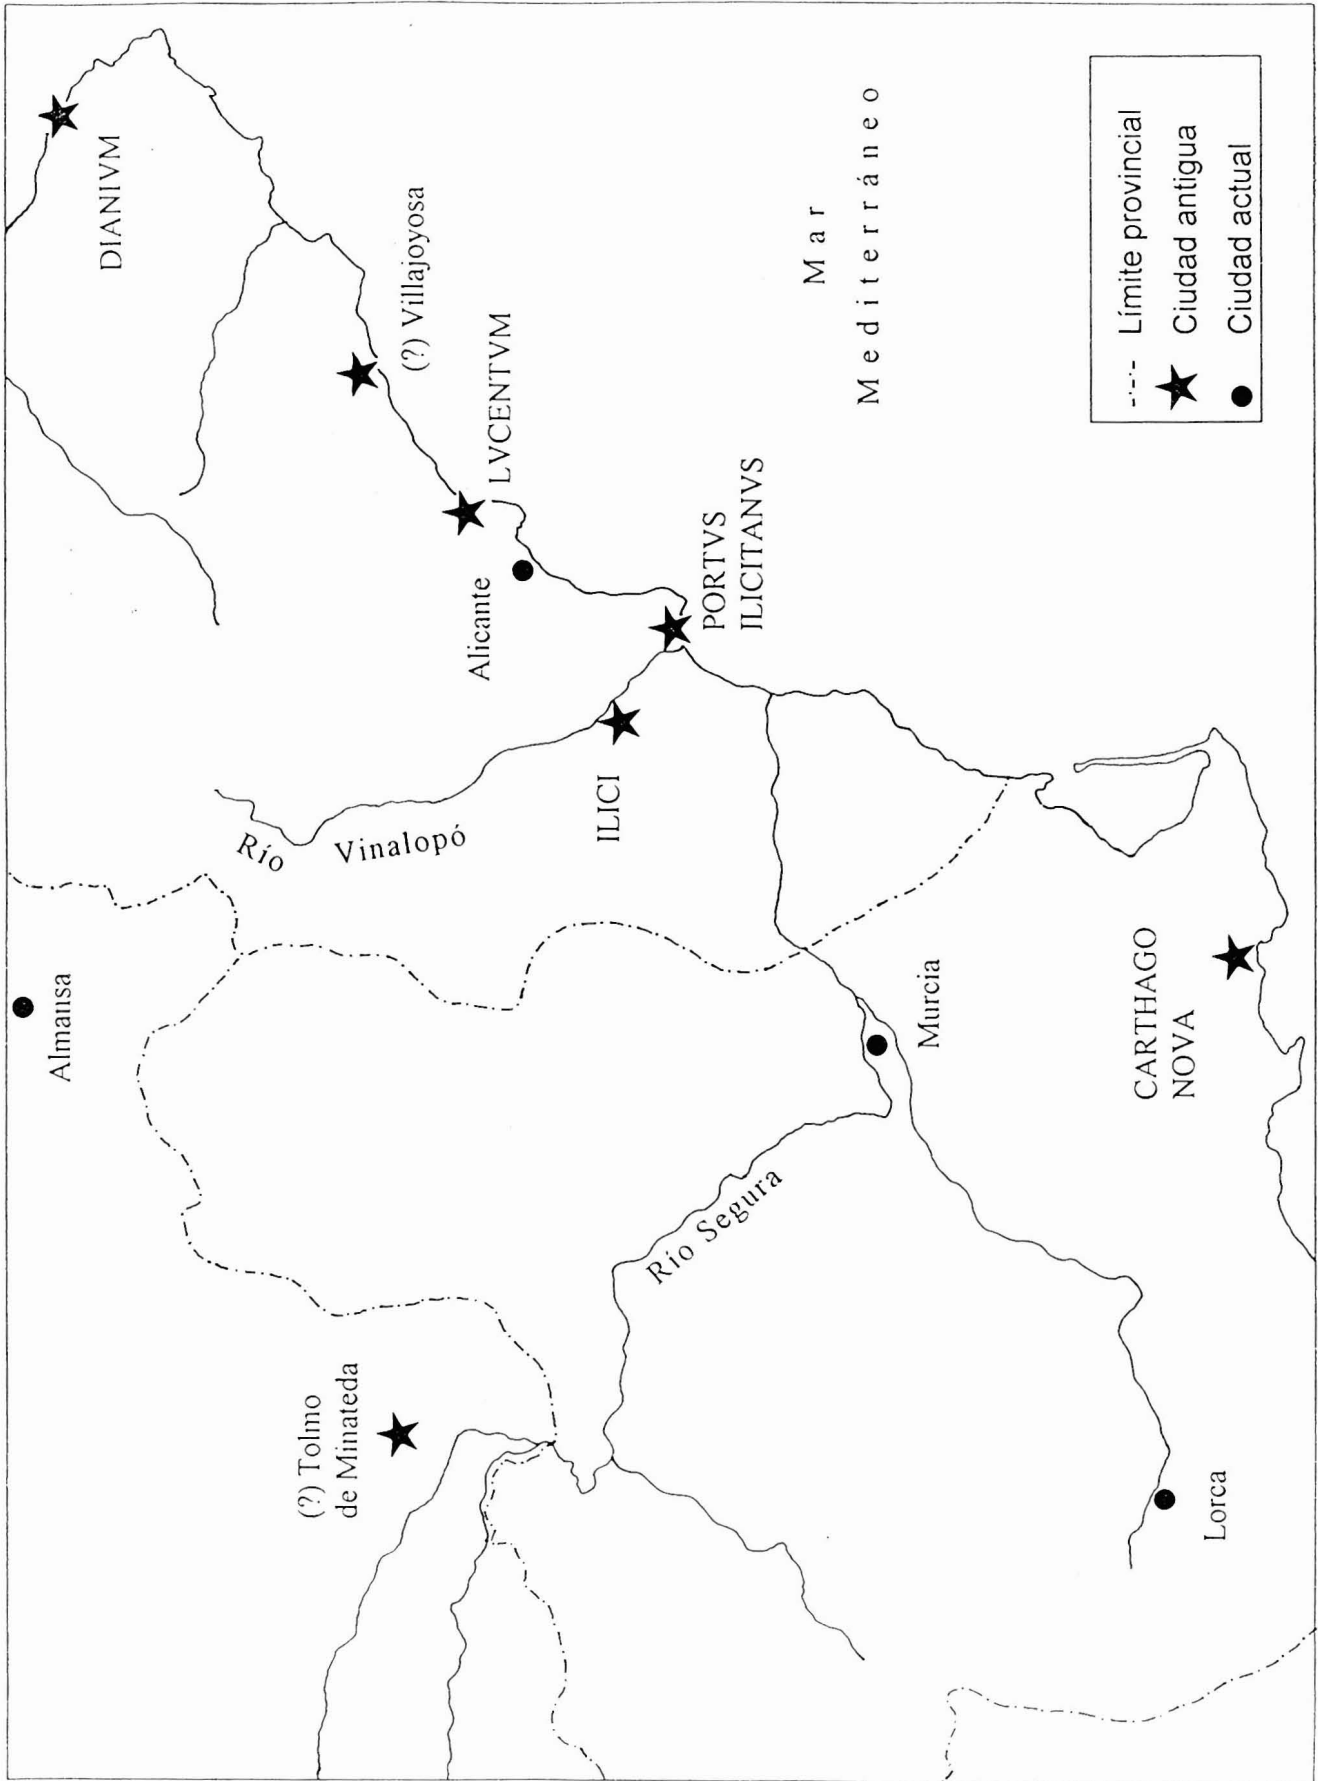 DIANIVM
(?) Villajoyosa
LVCENTVM
Alicante
PORTVS
ILICITANVS
ILICI
Río
Vinalopó
Almansa
Mar
Mediterráneo
Murcia
Río Segura
CARTHAGO
NOVA
(?) Tolmo
de Minateda
Lorca
Límite provincial
Ciudad antigua
Ciudad actual